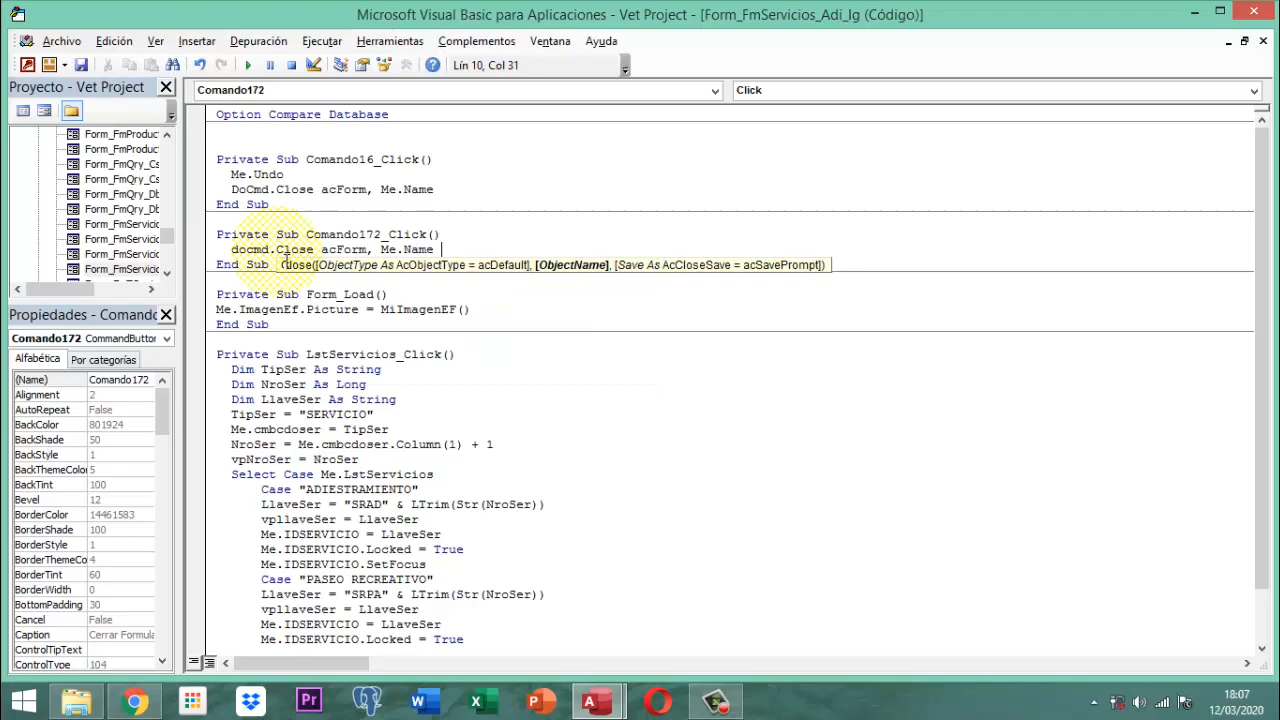 Microsoft Visual Basic para Aplicaciones - Vet Project - [Form_FmServicios_Adi_Ig (Código)]
Archivo Edición Ver Insertar Formato Depuración Ejecutar Herramientas Complementos Ventana Ayuda
Lín 10, Col 31
Proyecto - Vet Project
Form_FmProduct
Form_FmProduct
Form_FmQry_Cs
Form_FmQry_Cs
Form_FmQry_Db
Form_FmQry_Db
Form_FmServicic
Form_FmServicic
Form_FmServicic
Form_FmServicic
Propiedades - Comando
Comando172 CommandButton
Alfabética Por categorías
(Name) Comando172
Alignment 2
AutoRepeat False
BackColor 801924
BackShade 50
BackStyle 1
BackThemeColor 5
BackTint 100
Bevel 12
BorderColor 14461583
BorderShade 100
BorderStyle 1
BorderThemeCo 4
BorderTint 60
BorderWidth 0
BottomPadding 30
Cancel False
Caption Cerrar Formula
ControlTipText
ControlType 104
Comando172 Click
Option Compare Database
Private Sub Comando16_Click()
Me.Undo
DoCmd.Close acForm, Me.Name
End Sub
Private Sub Comando172_Click()
docmd.Close acForm, Me.Name
End Sub Close([ObjectType As AcObjectType = acDefault], [ObjectName], [Save As AcCloseSave = acSavePrompt])
Private Sub Form_Load()
Me.ImagenEf.Picture = MiImagenEF()
End Sub
Private Sub LstServicios_Click()
Dim TipSer As String
Dim NroSer As Long
Dim LlaveSer As String
TipSer = "SERVICIO"
Me.cmbcdoser = TipSer
NroSer = Me.cmbcdoser.Column(1) + 1
vpNroSer = NroSer
Select Case Me.LstServicios
Case "ADIESTRAMIENTO"
LlaveSer = "SRAD" & LTrim(Str(NroSer))
vpllaveSer = LlaveSer
Me.IDSERVICIO = LlaveSer
Me.IDSERVICIO.Locked = True
Me.IDSERVICIO.SetFocus
Case "PASEO RECREATIVO"
LlaveSer = "SRPA" & LTrim(Str(NroSer))
vpllaveSer = LlaveSer
Me.IDSERVICIO = LlaveSer
Me.IDSERVICIO.Locked = True
Pr
18:07
12/03/2020